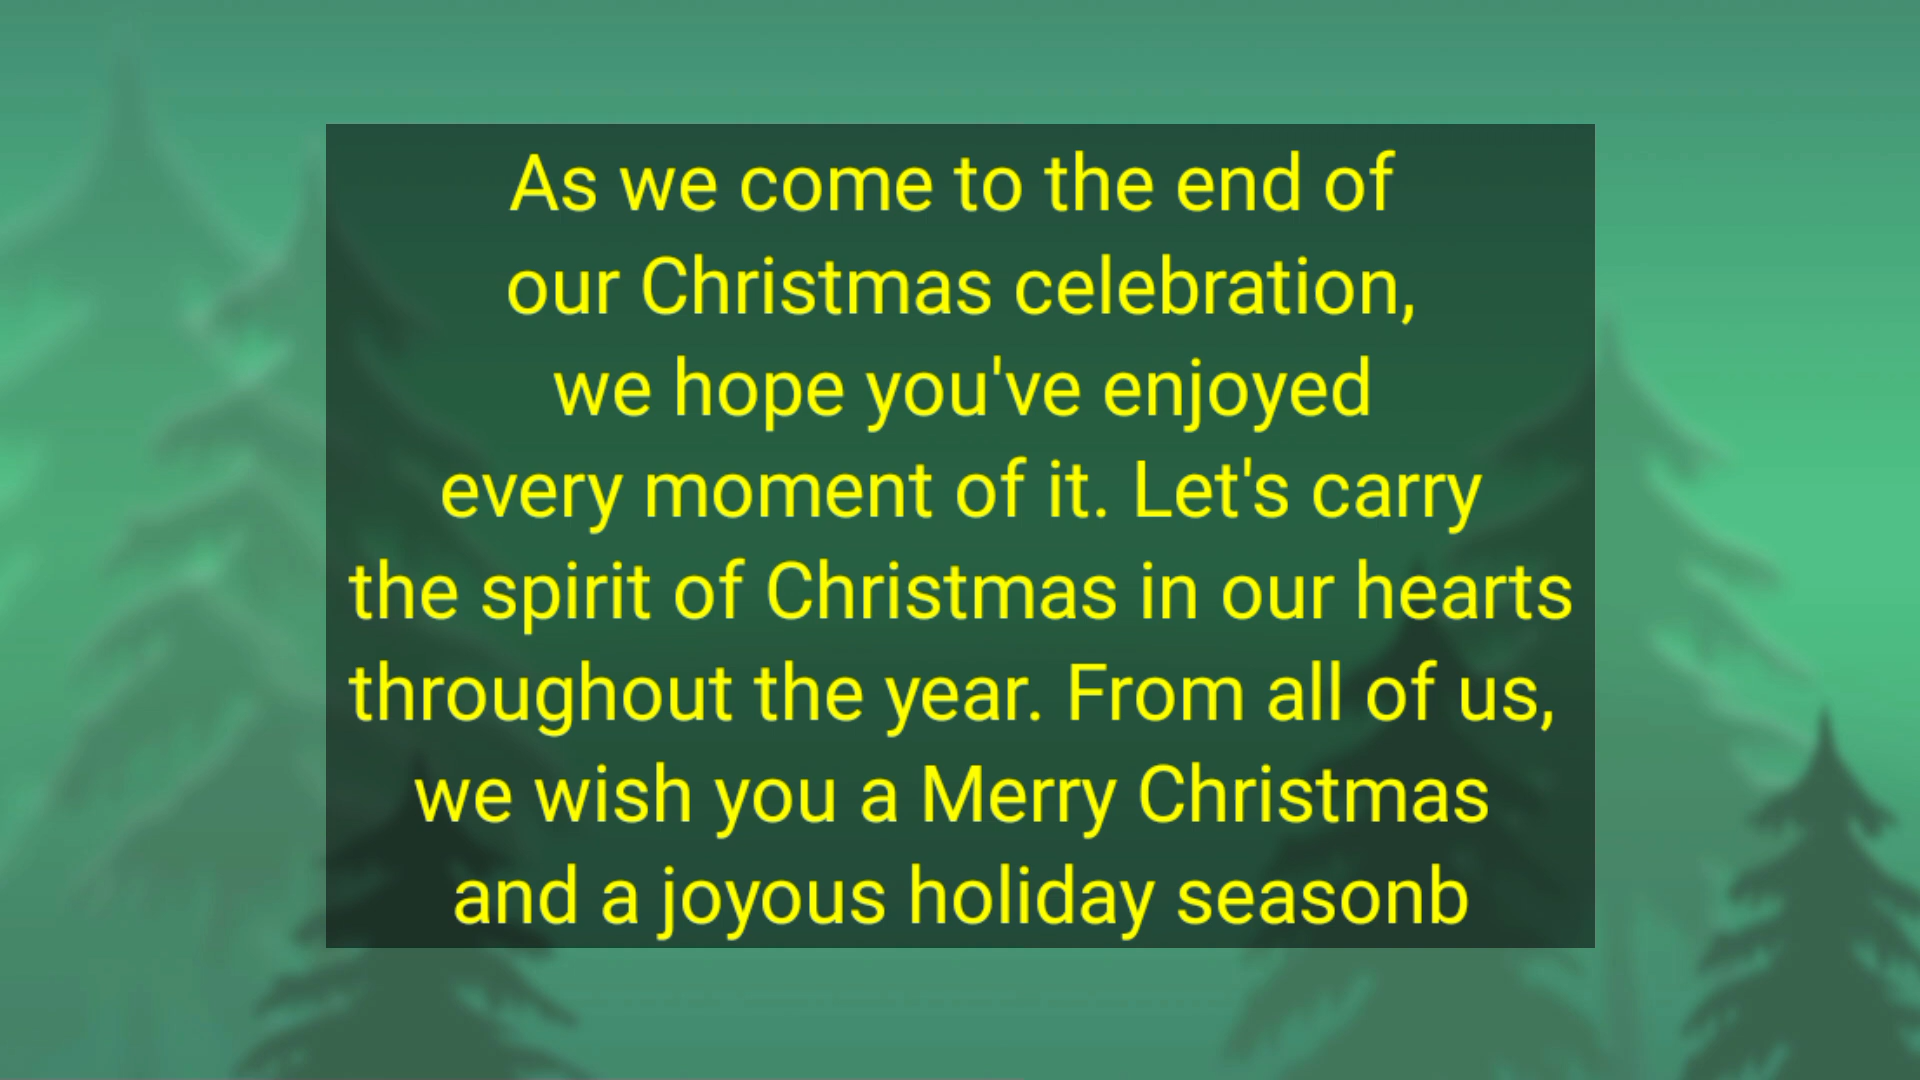 As we come to the end of
our Christmas celebration,
we hope you've enjoyed
every moment of it. Let's carry
the spirit of Christmas in our hearts
throughout the year. From all of us,
we wish you a Merry Christmas
and a joyous holiday seasonb